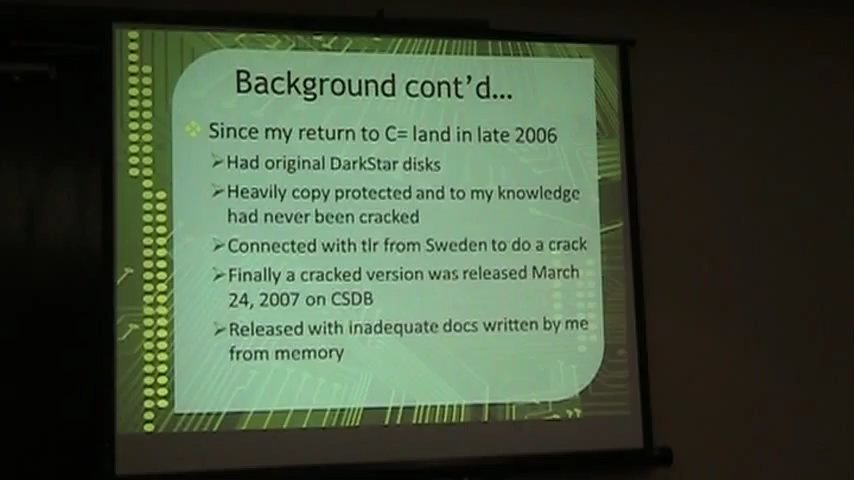 Background cont'd...
Since my return to C= land in late 2006
Had original DarkStar disks
Heavily copy protected and to my knowledge
had never been cracked
Connected with tlr from Sweden to do a crack
Finally a cracked version was released March
24, 2007 on CSDB
Released with inadequate docs written by me
from memory